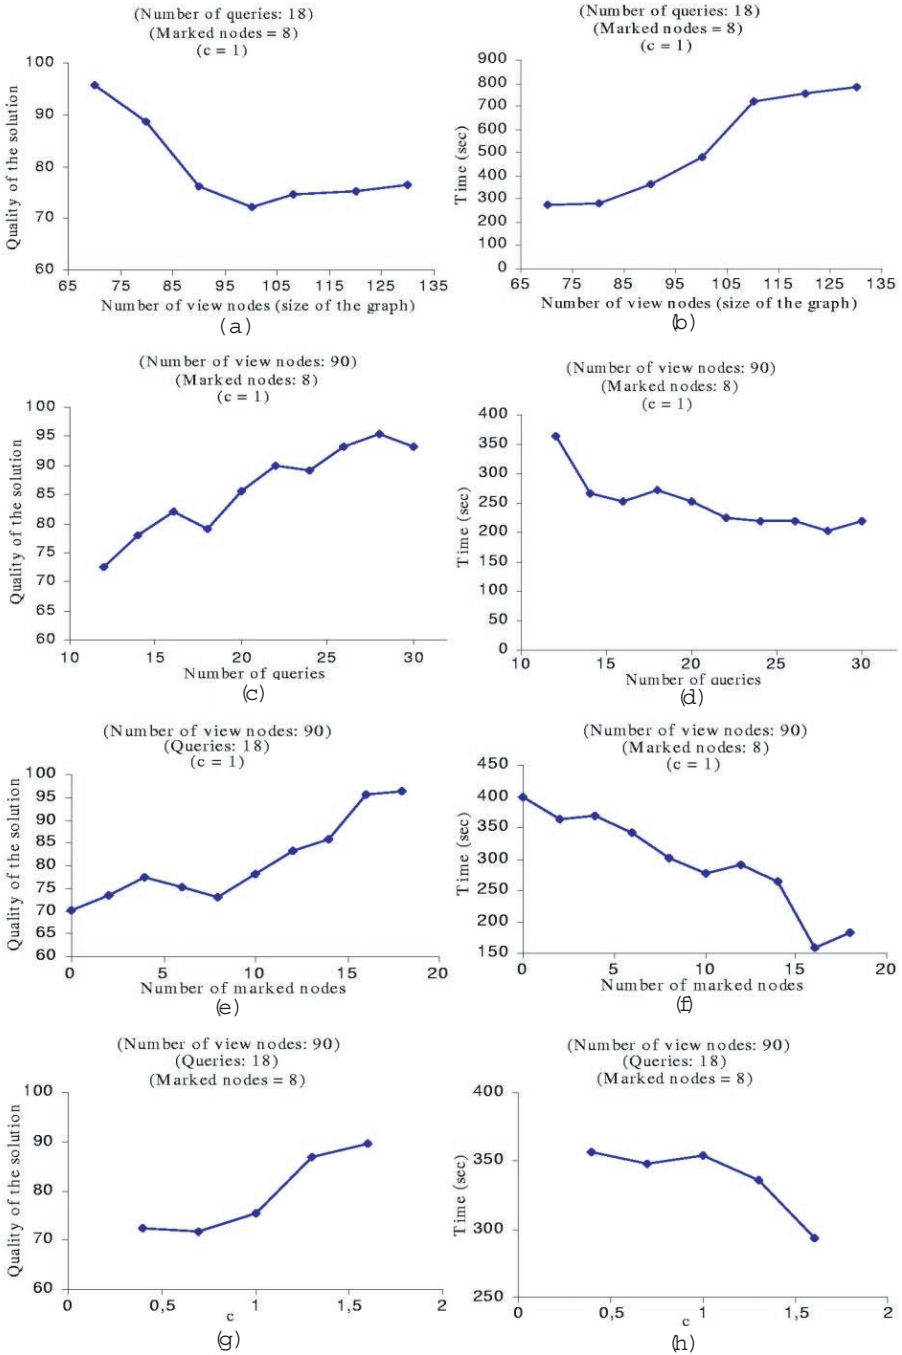 (Number of queries: 18)
(Marked nodes = 8)
(c = 1)
Quality of the solution
100
90
80
70
60
65 75 85 95 105 115 125 135
Number of view nodes (size of the graph)
(a)
(Number of queries: 18)
(Marked nodes = 8)
(c = 1)
Time (sec)
900
800
700
600
500
400
300
200
100
0
65 75 85 95 105 115 125 135
Number of view nodes (size of the graph)
(b)
(Number of view nodes: 90)
(Marked nodes: 8)
(c = 1)
Quality of the solution
100
95
90
85
80
75
70
65
60
10 15 20 25 30
Number of queries
(c)
(Number of view nodes: 90)
(Marked nodes: 8)
(c = 1)
Time (sec)
400
350
300
250
200
150
100
50
0
10 15 20 25 30
Number of queries
(d)
(Number of view nodes: 90)
(Queries: 18)
(c = 1)
Quality of the solution
100
95
90
85
80
75
70
65
60
0 5 10 15 20
Number of marked nodes
(e)
(Number of view nodes: 90)
(Marked nodes: 8)
(c = 1)
Time (sec)
450
400
350
300
250
200
150
0 5 10 15 20
Number of marked nodes
(f)
(Number of view nodes: 90)
(Queries: 18)
(Marked nodes = 8)
Quality of the solution
100
90
80
70
60
0 0,5 1 1,5 2
c
(g)
(Number of view nodes: 90)
(Queries: 18)
(Marked nodes = 8)
Time (sec)
400
350
300
250
0 0,5 1 1,5 2
c
(h)